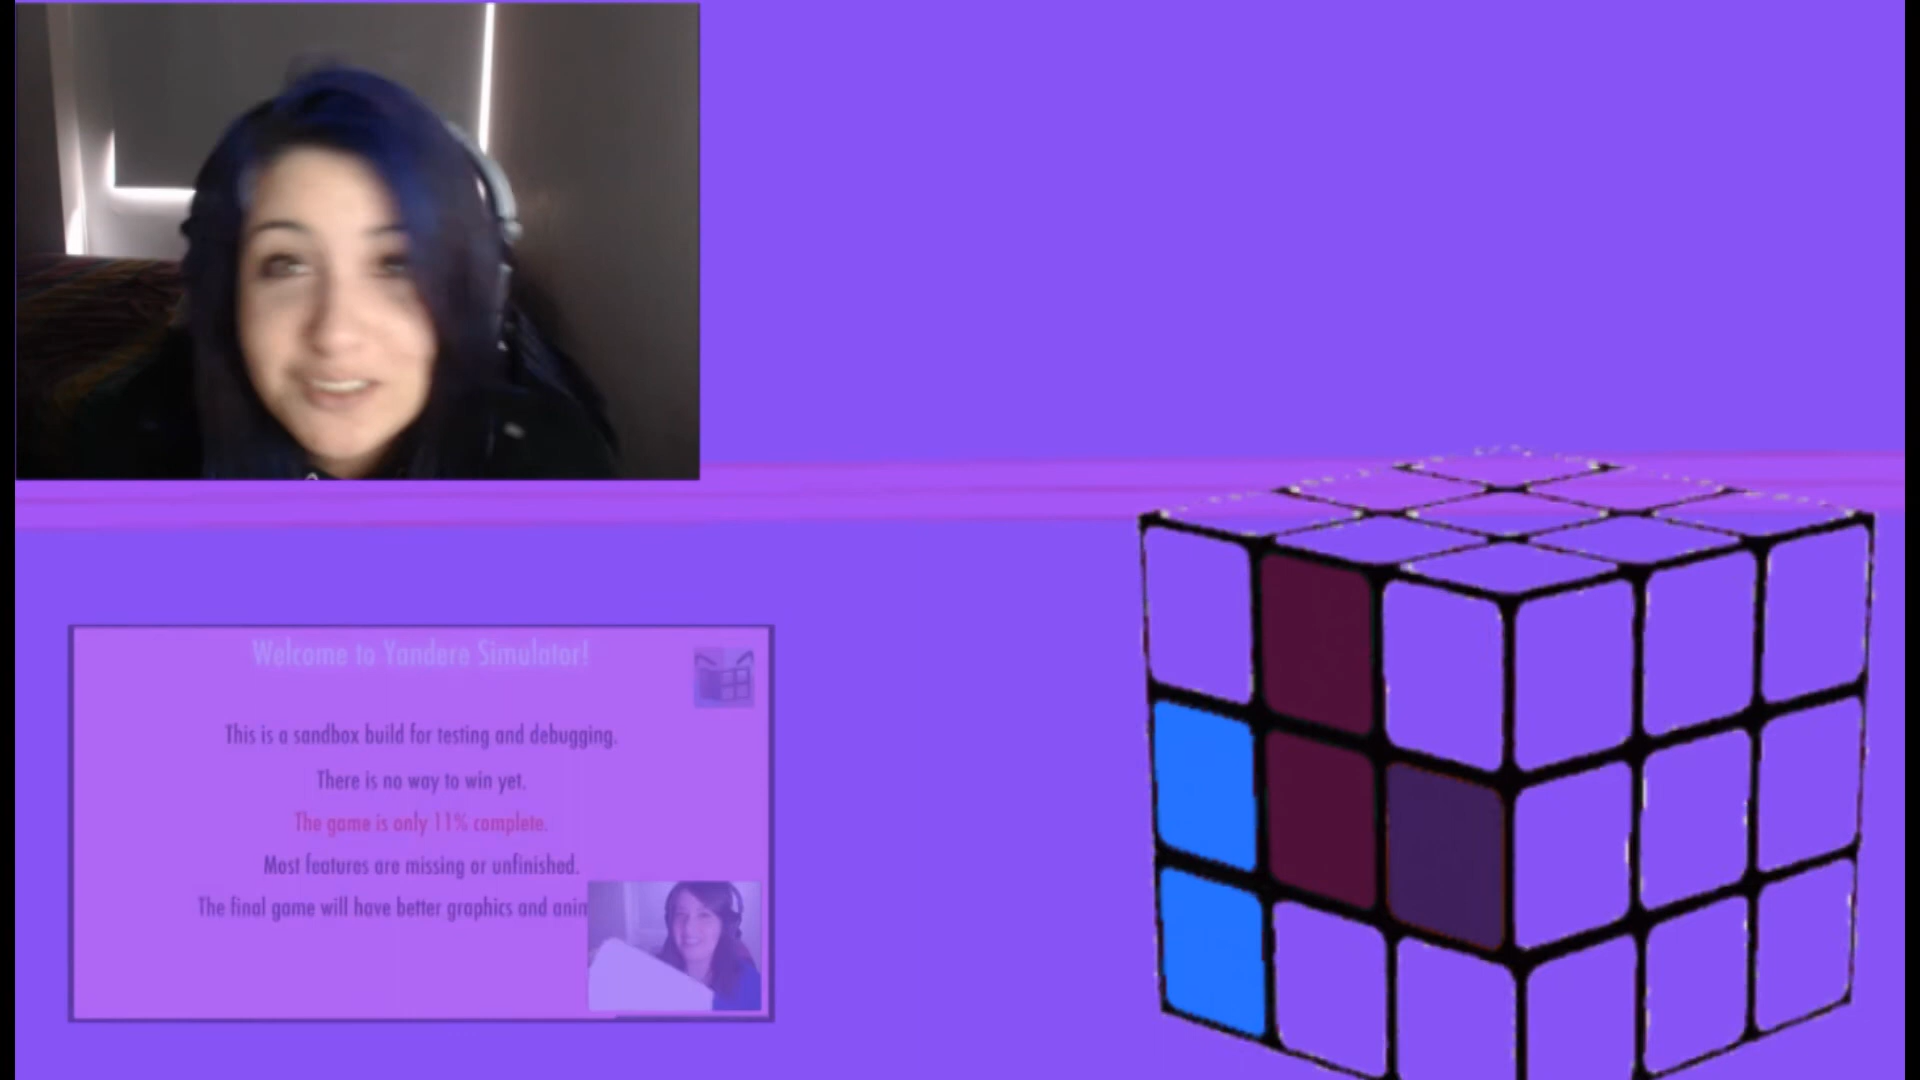 Welcome to Yandere Simulator!
This is a sandbox build for testing and debugging.
There is no way to win yet.
The game is only 11% complete.
Most features are missing or unfinished.
The final game will have better graphics and anim